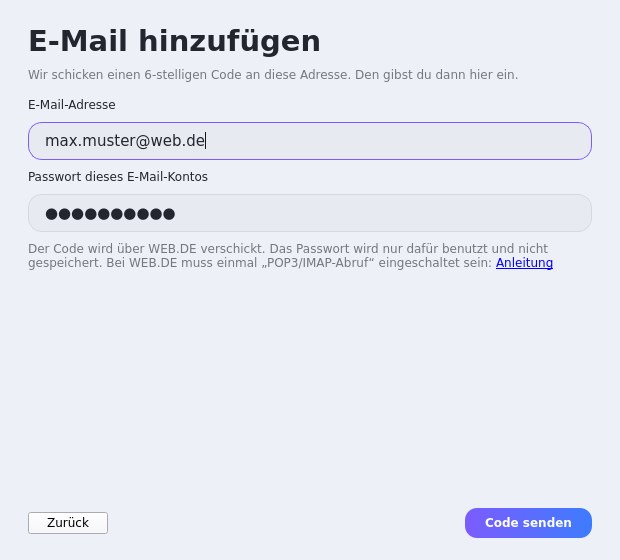 E-Mail hinzufügen
Wir schicken einen 6-stelligen Code an diese Adresse. Den gibst du dann hier ein.
E-Mail-Adresse
max.muster@web.de
Passwort dieses E-Mail-Kontos
●●●●●●●●●●
Der Code wird über WEB.DE verschickt. Das Passwort wird nur dafür benutzt und nicht
gespeichert. Bei WEB.DE muss einmal „POP3/IMAP-Abruf“ eingeschaltet sein: Anleitung
Zurück
Code senden